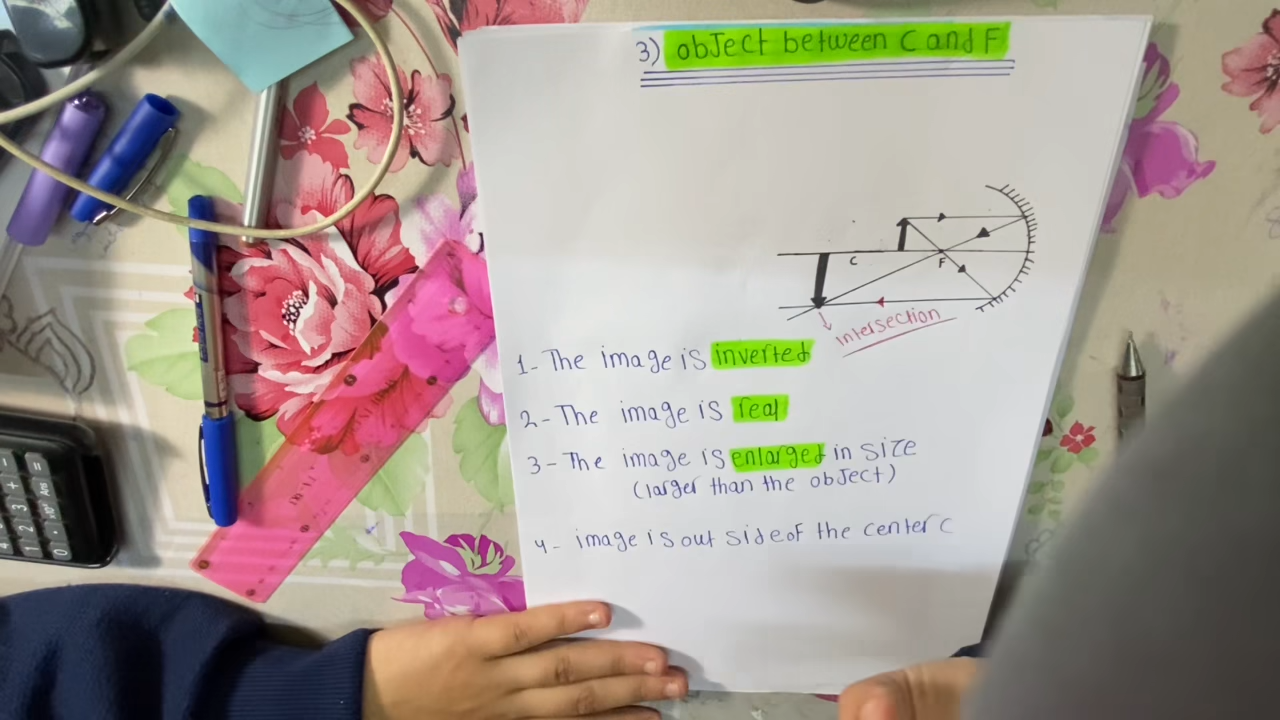 3) object between C and F
C
F
intersection
1- The image is inverted
2- The image is real
3- The image is enlarged in size
(larger than the object)
4- image is out side of the center C